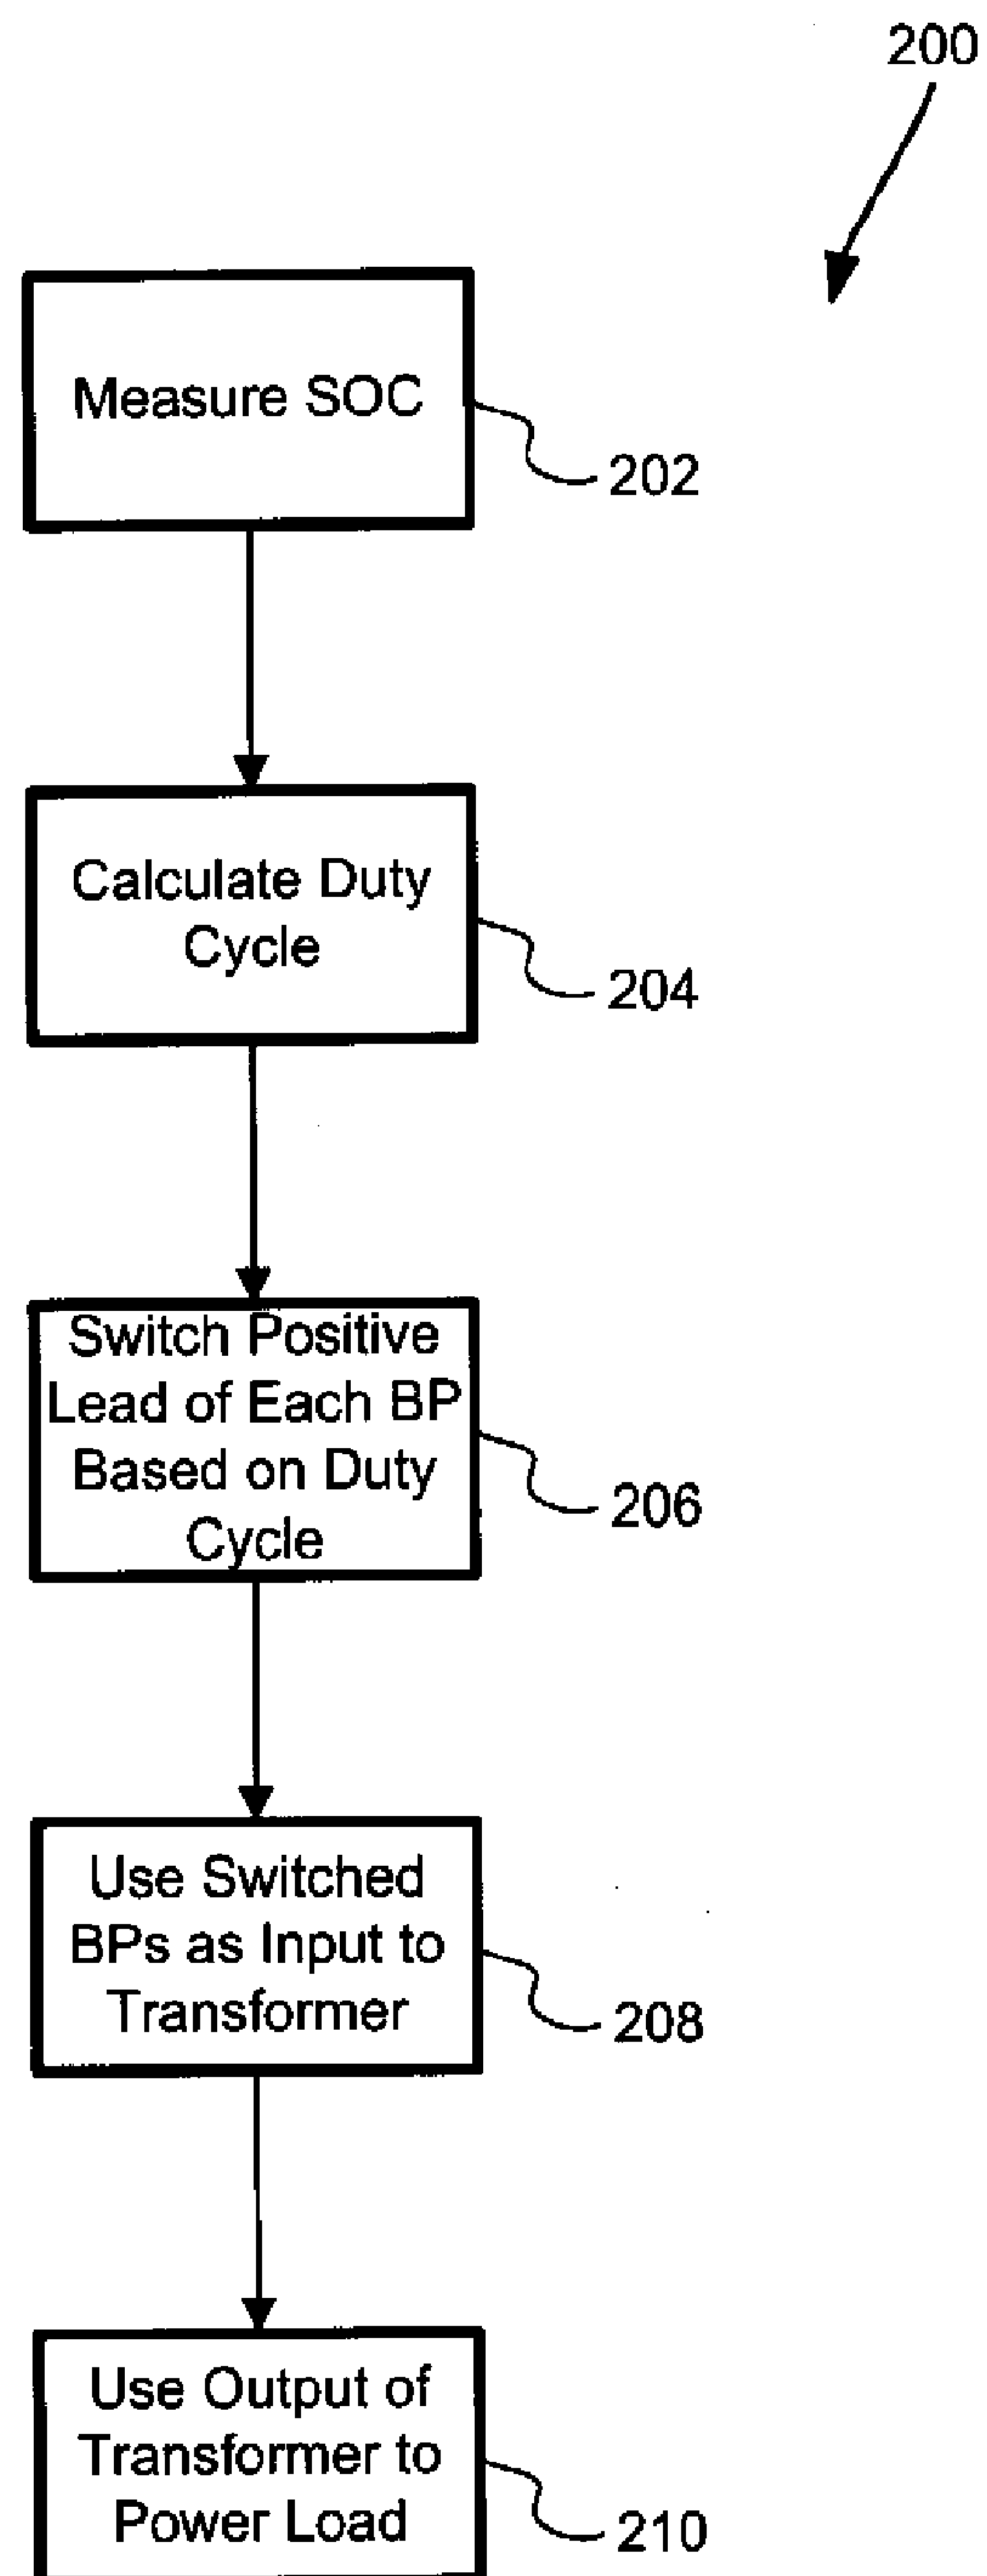 200
Measure SOC
202
Calculate Duty
Cycle
204
Switch Positive
Lead of Each BP
Based on Duty
Cycle
206
Use Switched
BPs as Input to
Transformer
208
Use Output of
Transformer to
Power Load
210